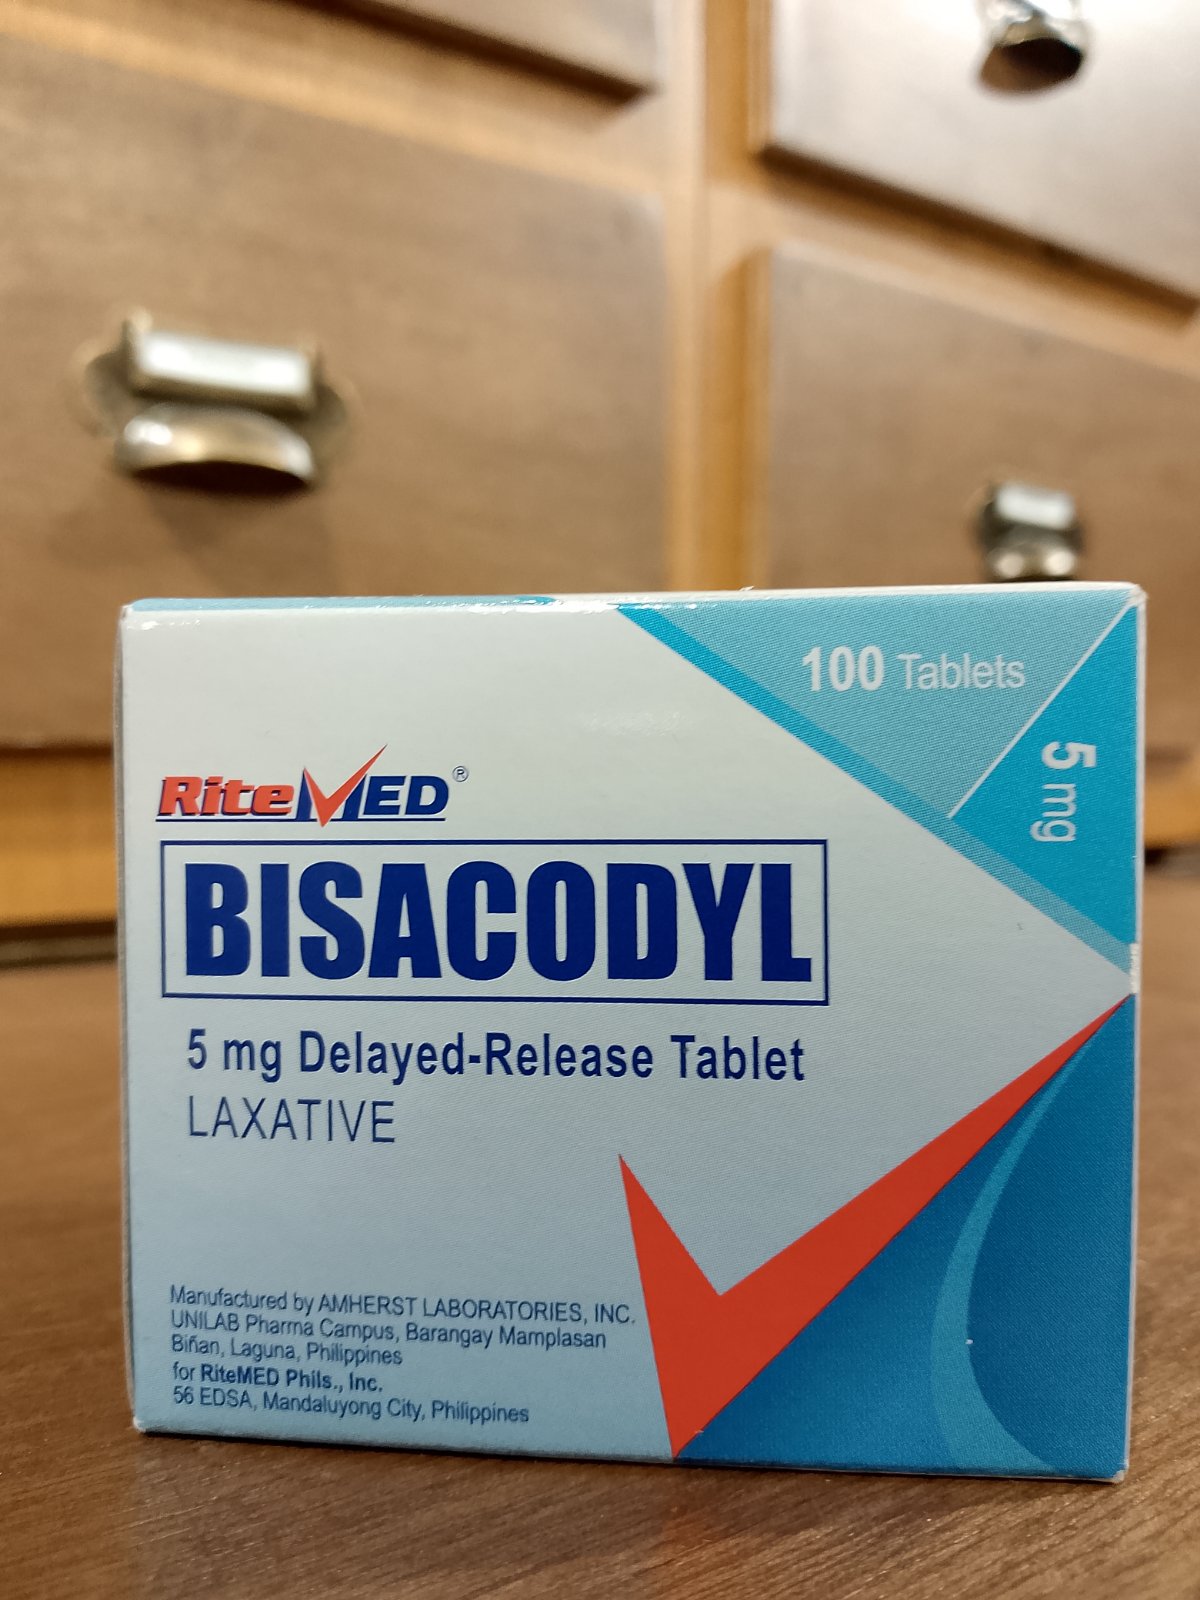 100 Tablets
5 mg
RiteMED®
BISACODYL
5 mg Delayed-Release Tablet
LAXATIVE
Manufactured by AMHERST LABORATORIES, INC.
UNILAB Pharma Campus, Barangay Mamplasan
Biñan, Laguna, Philippines
for RiteMED Phils., Inc.
56 EDSA, Mandaluyong City, Philippines